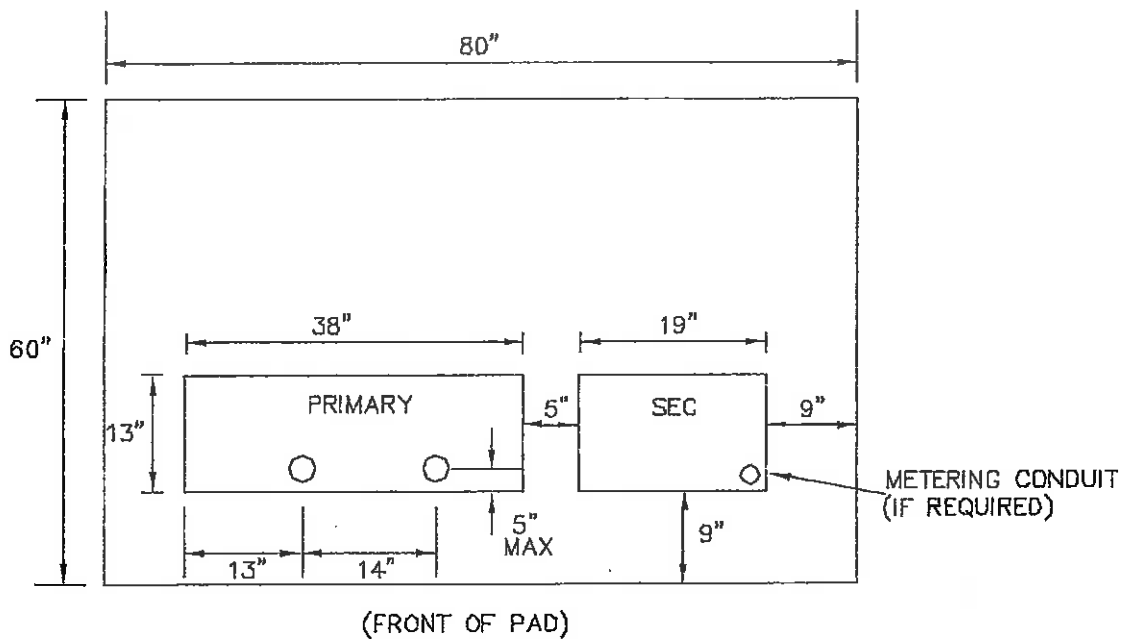 80"
60"
38"
19"
PRIMARY
SEC
13"
5"
9"
METERING CONDUIT
(IF REQUIRED)
5"
MAX
9"
13"
14"
(FRONT OF PAD)